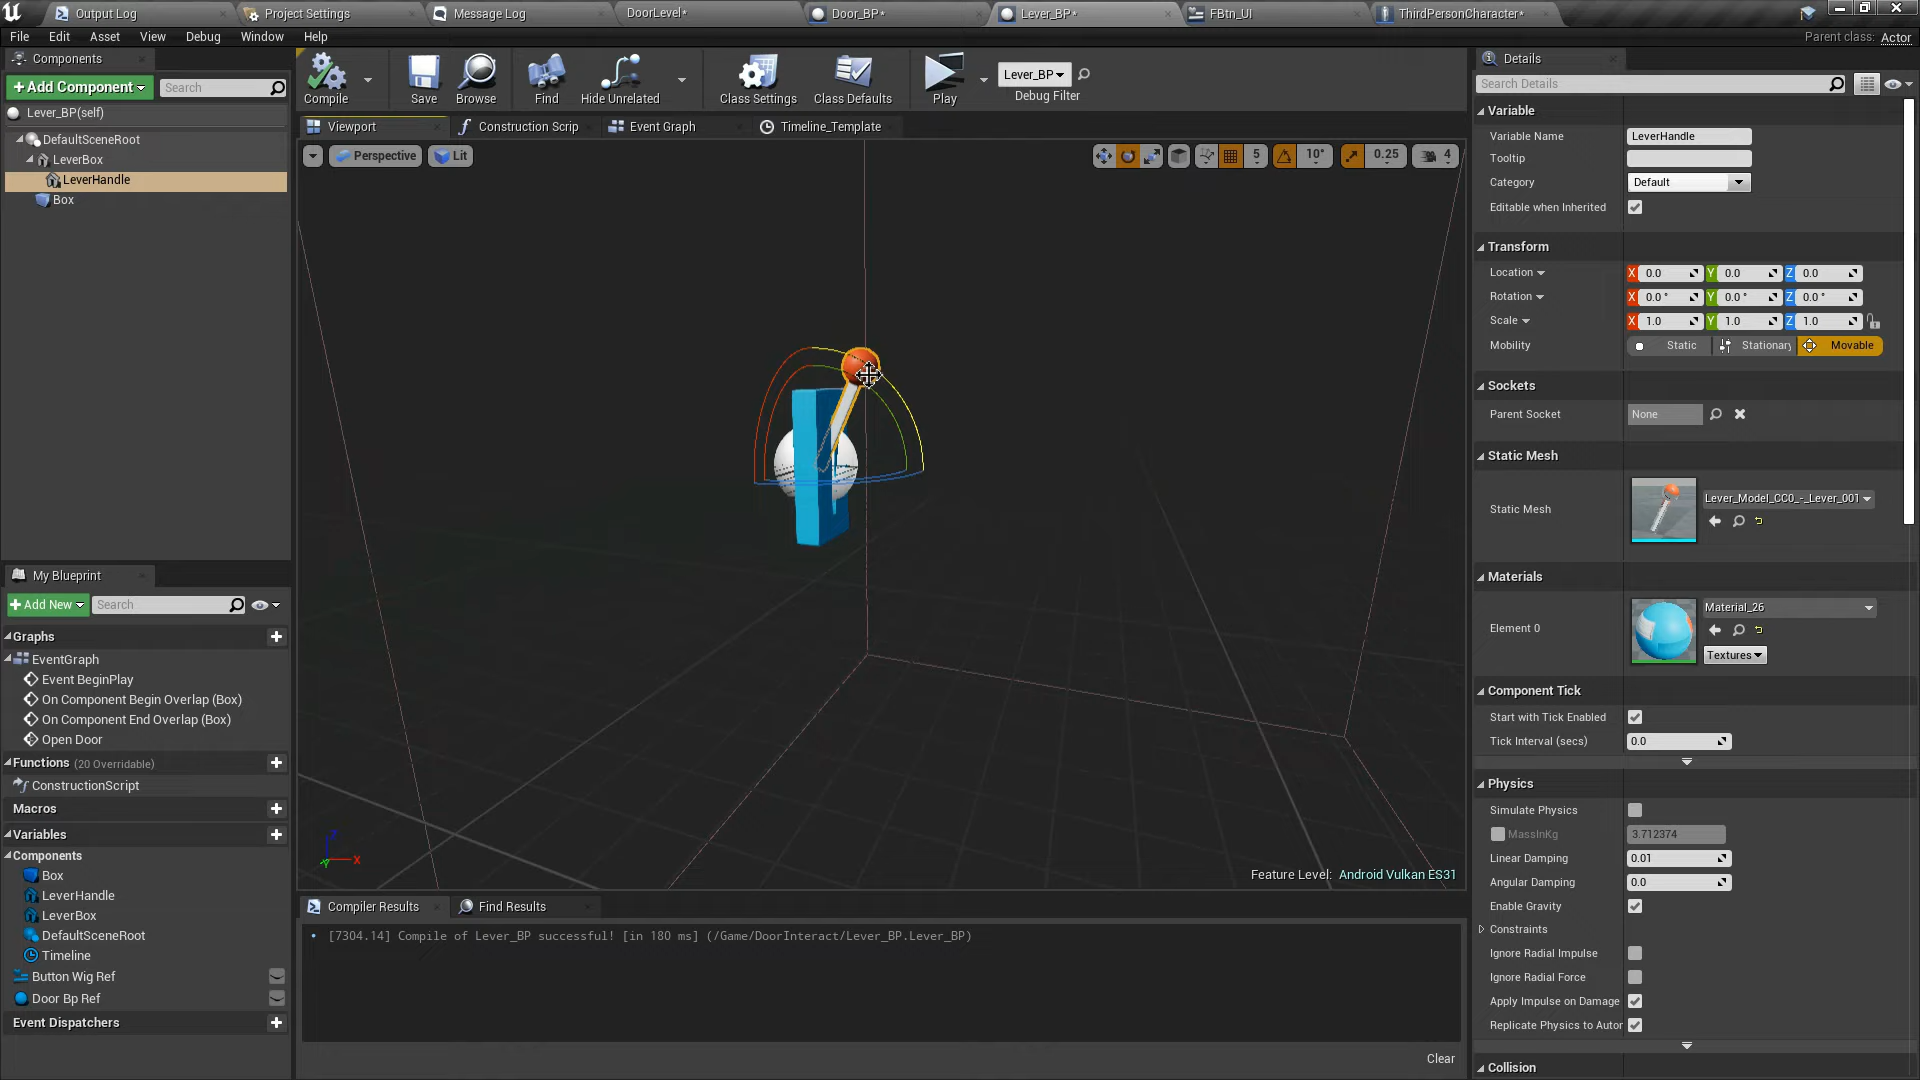 Output Log
Project Settings
Message Log
DoorLevel*
Door_BP*
Lever_BP*
FBtn_UI
ThirdPersonCharacter*
File
Edit
Asset
View
Debug
Window
Help
Parent class: Actor
Components
+Add Component
Search
Lever_BP(self)
DefaultSceneRoot
LeverBox
LeverHandle
Box
Compile
Save
Browse
Find
Hide Unrelated
Class Settings
Class Defaults
Play
Lever_BP
Debug Filter
Viewport
Construction Scrip
Event Graph
Timeline_Template
Perspective
Lit
5
10°
0.25
4
Z
X
Y
Feature Level: Android Vulkan ES31
My Blueprint
+Add New
Search
Graphs
EventGraph
Event BeginPlay
On Component Begin Overlap (Box)
On Component End Overlap (Box)
Open Door
Functions (20 Overridable)
ConstructionScript
Macros
Variables
Components
Box
LeverHandle
LeverBox
DefaultSceneRoot
Timeline
Button Wig Ref
Door Bp Ref
Event Dispatchers
Compiler Results
Find Results
[7304.14] Compile of Lever_BP successful! [in 180 ms] (/Game/DoorInteract/Lever_BP.Lever_BP)
Clear
Details
Search Details
Variable
Variable Name LeverHandle
Tooltip
Category Default
Editable when Inherited
Transform
Location X 0.0 Y 0.0 Z 0.0
Rotation X 0.0 ° Y 0.0 ° Z 0.0 °
Scale X 1.0 Y 1.0 Z 1.0
Mobility Static Stationary Movable
Sockets
Parent Socket None
Static Mesh
Static Mesh Lever_Model_CC0_-_Lever_001
Materials
Element 0 Material_26
Textures
Component Tick
Start with Tick Enabled
Tick Interval (secs) 0.0
Physics
Simulate Physics
MassInKg 3.712374
Linear Damping 0.01
Angular Damping 0.0
Enable Gravity
Constraints
Ignore Radial Impulse
Ignore Radial Force
Apply Impulse on Damage
Replicate Physics to Autor
Collision